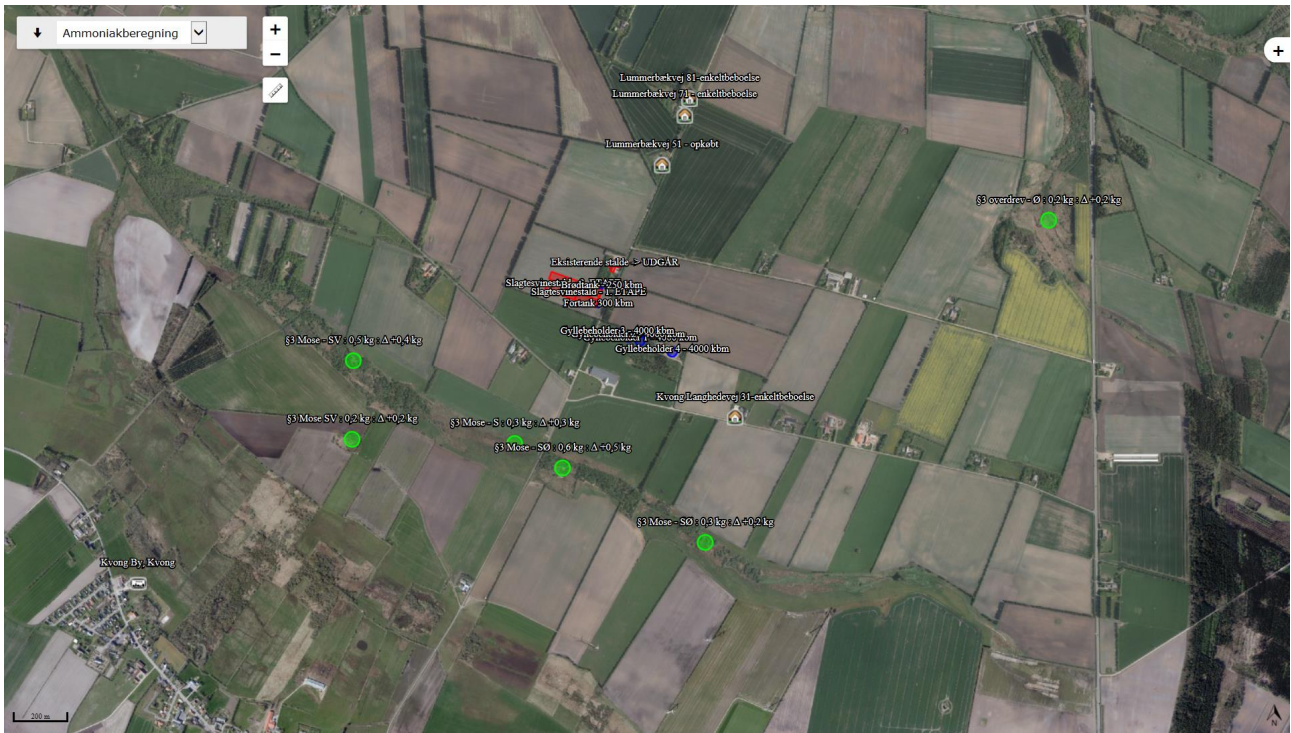 Ammoniakberegning
+
−
+
Lummerbækvej 81-enkeltbeboelse
Lummerbækvej 71 - enkeltbeboelse
Lummerbækvej 51 - opkøbt
§3 overdrev - Ø : 0,2 kg : Δ +0,2 kg
Eksisterende stalde -> UDGÅR
Brødtank - 250 kbm
Slagtesvinestald - 1. ETAPE
Fortank 300 kbm
Gyllebeholder 3 - 4000 kbm
Gyllebeholder 4 - 4000 kbm
§3 Mose - SV : 0,5 kg : Δ +0,4 kg
Kvong Langhedevej 31-enkeltbeboelse
§3 Mose SV : 0,2 kg : Δ +0,2 kg
§3 Mose - S : 0,3 kg : Δ +0,3 kg
§3 Mose - SØ : 0,6 kg : Δ +0,5 kg
§3 Mose - SØ : 0,3 kg : Δ +0,2 kg
Kvong By, Kvong
200 m
N